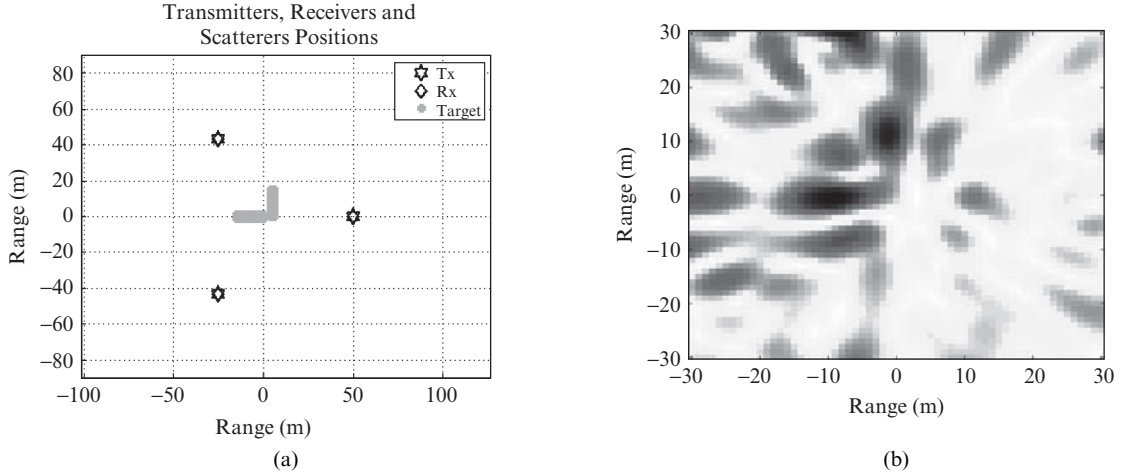 Transmitters, Receivers and
Scatterers Positions
Tx
Rx
Target
80
60
40
20
0
−20
−40
−60
−80
−100 −50 0 50 100
Range (m)
Range (m)
(a)
30
20
10
0
−10
−20
−30
−30 −20 −10 0 10 20 30
Range (m)
Range (m)
(b)